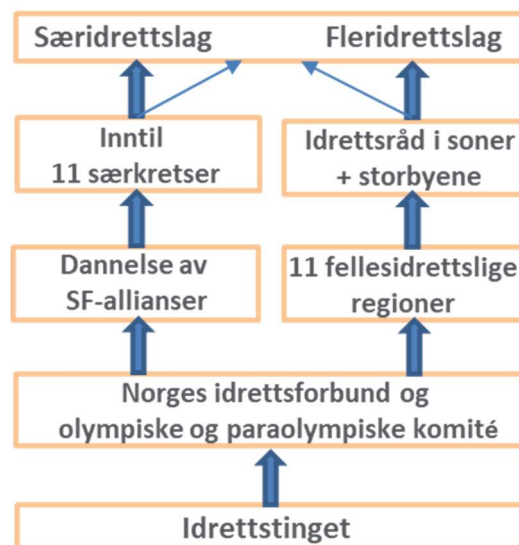 Særidrettslag Fleridrettslag
Inntil
11 særkretser
Idrettsråd i soner
+ storbyene
Dannelse av
SF-allianser
11 fellesidrettslige
regioner
Norges idrettsforbund og
olympiske og paraolympiske komité
Idrettstinget